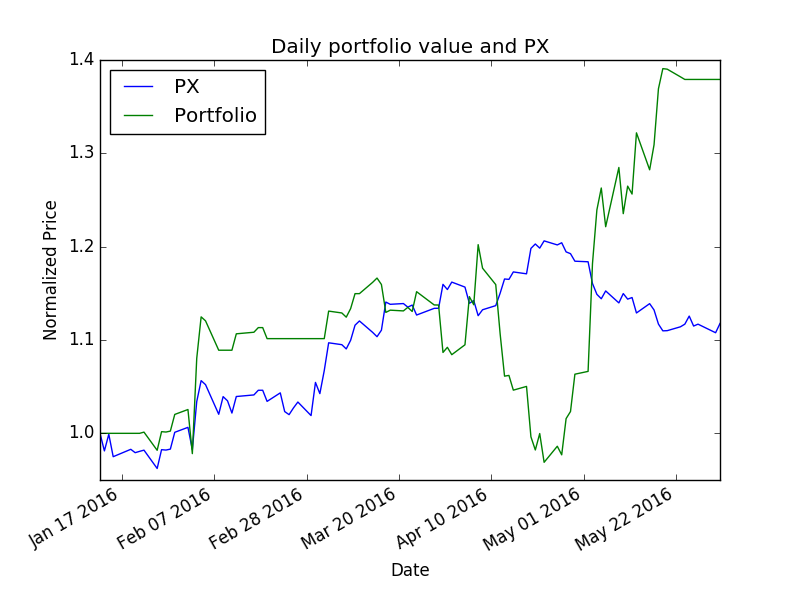 Daily portfolio value and PX
PX
Portfolio
1.4
1.3
1.2
1.1
1.0
Normalized Price
Jan 17 2016
Feb 07 2016
Feb 28 2016
Mar 20 2016
Apr 10 2016
May 01 2016
May 22 2016
Date